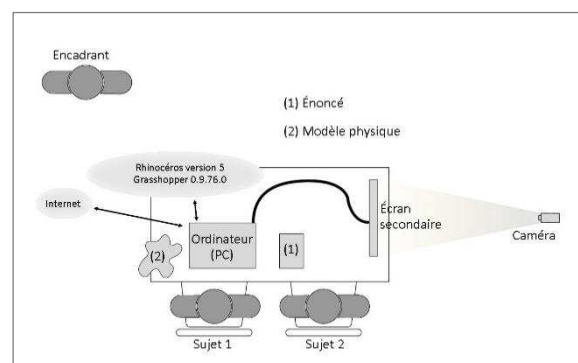 Encadrant
(1) Énoncé
(2) Modèle physique
Rhinocéros version 5
Grasshopper 0.9.76.0
Internet
Ordinateur
(PC)
(1)
(2)
Écran
secondaire
Caméra
Sujet 1
Sujet 2